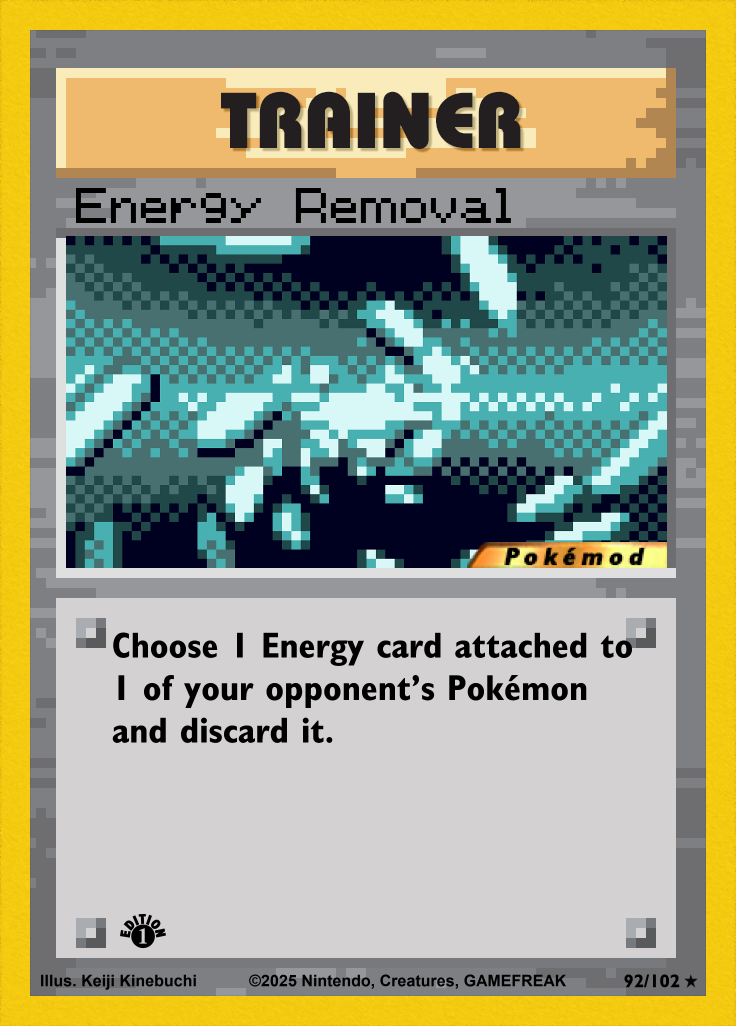 TRAINER
Energy Removal
Pokémod
Choose 1 Energy card attached to
1 of your opponent’s Pokémon
and discard it.
EDITION
1
Illus. Keiji Kinebuchi ©2025 Nintendo, Creatures, GAMEFREAK 92/102 ★